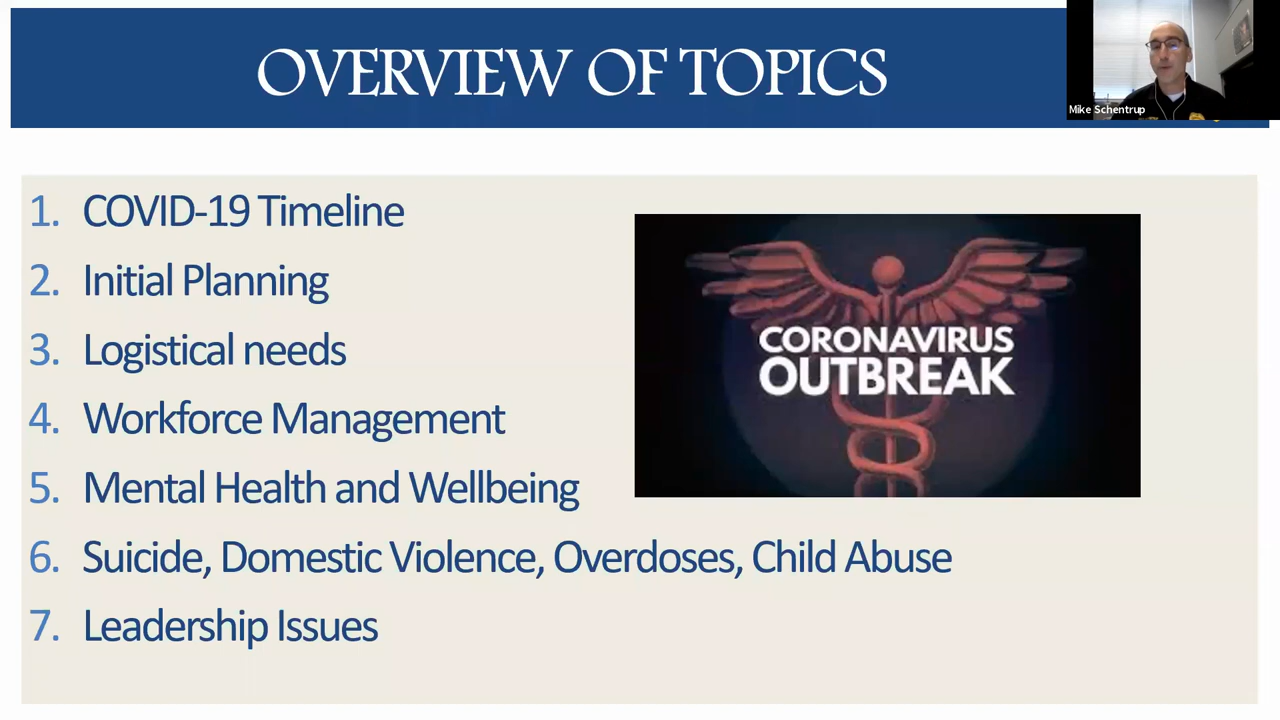 OVERVIEW OF TOPICS
Mike Schentrup
1. COVID-19 Timeline
2. Initial Planning
3. Logistical needs
4. Workforce Management
5. Mental Health and Wellbeing
6. Suicide, Domestic Violence, Overdoses, Child Abuse
7. Leadership Issues
CORONAVIRUS
OUTBREAK